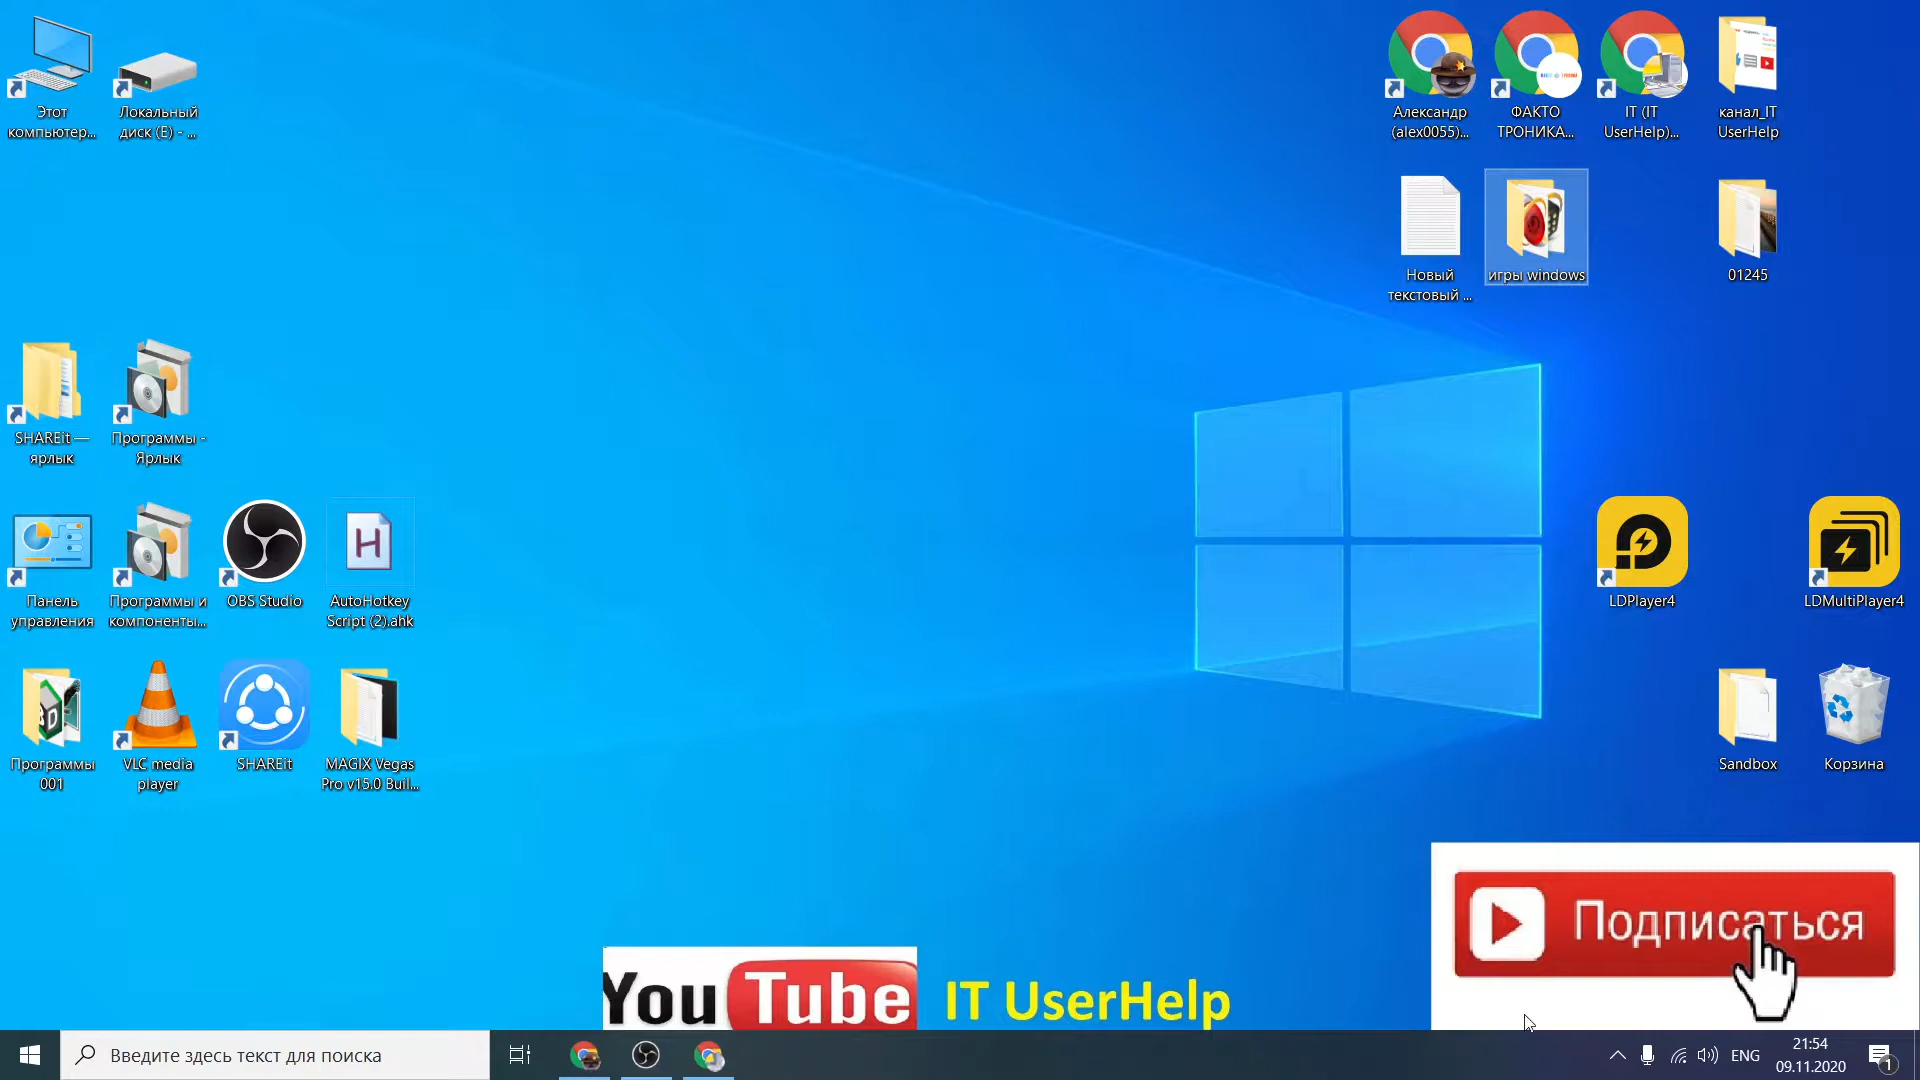 Этот
компьютер...
Локальный
диск (E) - ...
Александр
(alex0055)...
ФАКТО
ТРОНИКА...
IT (IT
UserHelp)...
канал_IT
UserHelp
Новый
текстовый ...
игры windows
01245
SHAREit —
ярлык
Программы -
Ярлык
Панель
управления
Программы и
компоненты...
OBS Studio
AutoHotkey
Script (2).ahk
LDPlayer4
LDMultiPlayer4
Программы
001
VLC media
player
SHAREit
MAGIX Vegas
Pro v15.0 Buil...
Sandbox
Корзина
Подписаться
YouTube
IT UserHelp
Введите здесь текст для поиска
ENG
21:54
09.11.2020
1